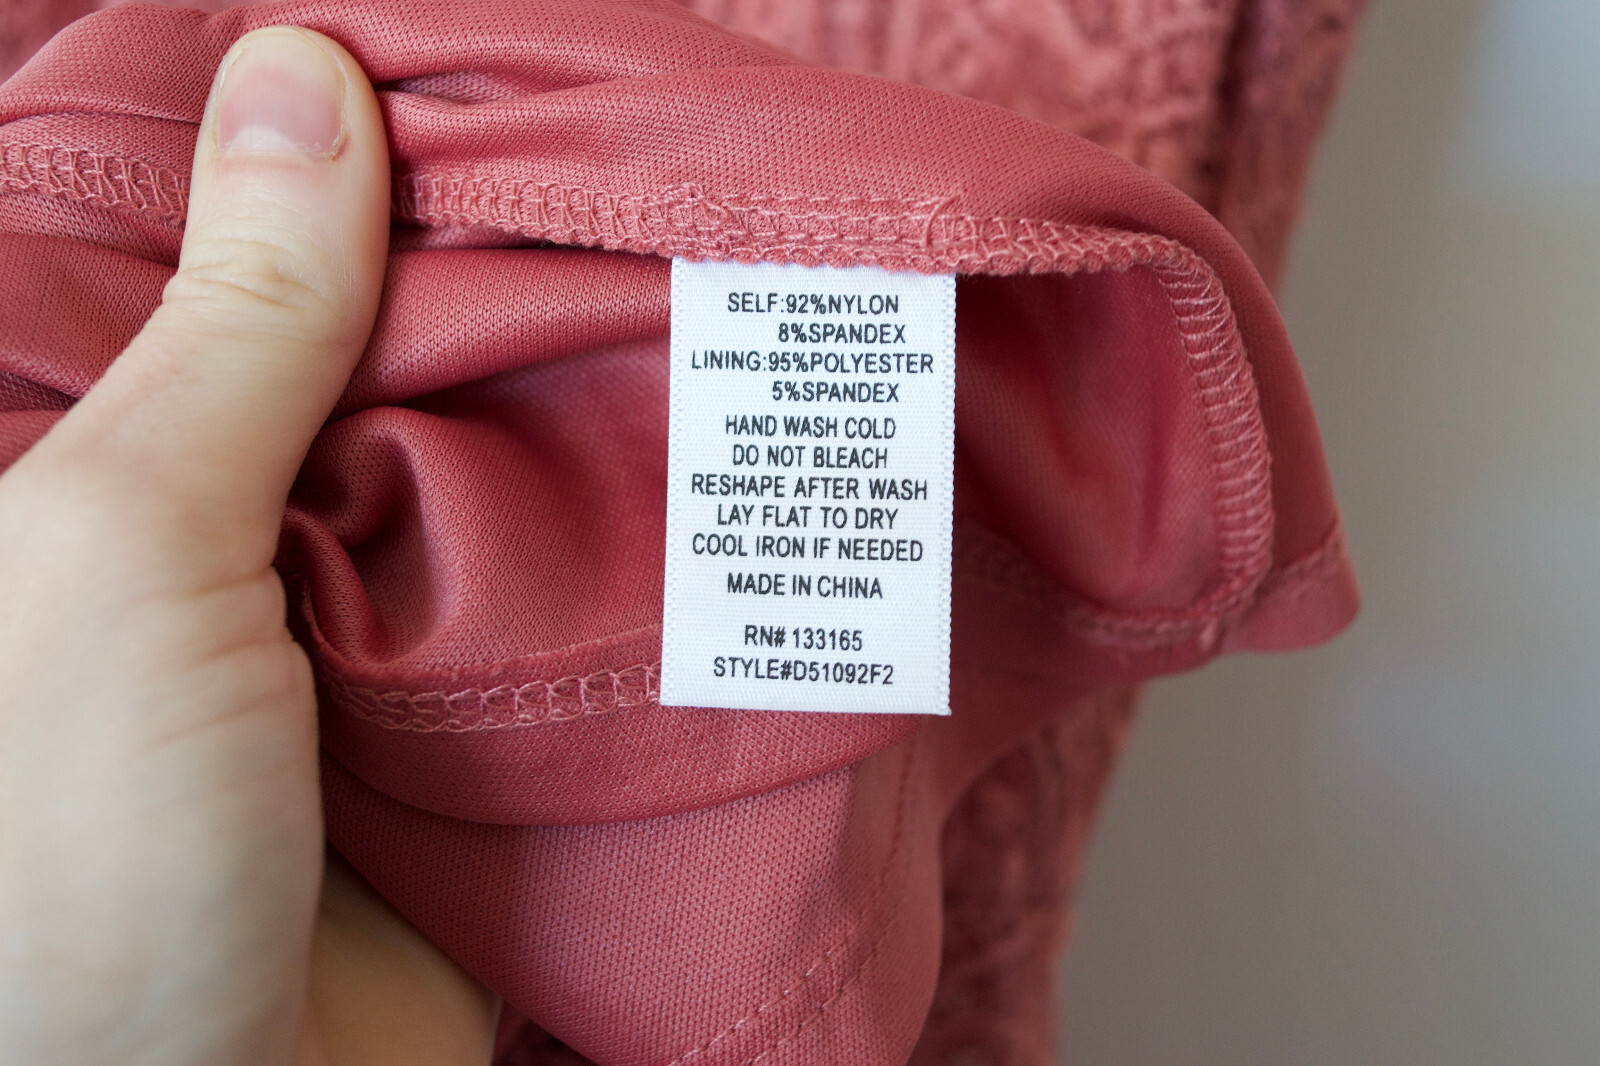 SELF:92%NYLON
8%SPANDEX
LINING:95%POLYESTER
5%SPANDEX
HAND WASH COLD
DO NOT BLEACH
RESHAPE AFTER WASH
LAY FLAT TO DRY
COOL IRON IF NEEDED
MADE IN CHINA
RN# 133165
STYLE#D51092F2